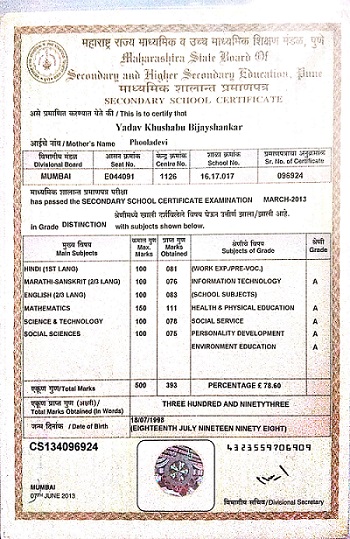 महाराष्ट्र राज्य माध्यमिक व उच्च माध्यमिक शिक्षण मंडळ, पुणे
Maharashtra State Board Of
Secondary and Higher Secondary Education, Pune
माध्यमिक शालान्त प्रमाणपत्र
SECONDARY SCHOOL CERTIFICATE
असे प्रमाणित करण्यात येते की / This is to certify that
Yadav Khushabu Bijayshankar
आईचे नांव /Mother's Name Phooladevi
विभागीय मंडळ आसन क्रमांक केन्द्र क्रमांक शाळा क्रमांक प्रमाणपत्राचा अनुक्रमांक
Divisional Board Seat No. Centre No. School No. Sr. No. of Certificate
MUMBAI E044091 1126 16.17.017 096924
माध्यमिक शालान्त प्रमाणपत्र परीक्षा
has passed the SECONDARY SCHOOL CERTIFICATE EXAMINATION MARCH-2013
श्रेणीमध्ये खाली दर्शविलेले विषय घेऊन उत्तीर्ण झाला/झाली आहे.
in Grade DISTINCTION with subjects shown below.
मुख्य विषय कमाल गुण प्राप्त गुण श्रेणीचे विषय श्रेणी
Main Subjects Max. Marks Marks Obtained Subjects of Grade Grade
HINDI (1ST LANG) 100 081 (WORK EXP./PRE-VOC.)
MARATHI-SANSKRIT (2/3 LANG) 100 076 INFORMATION TECHNOLOGY A
ENGLISH (2/3 LANG) 100 083 (SCHOOL SUBJECTS)
MATHEMATICS 150 111 HEALTH & PHYSICAL EDUCATION A
SCIENCE & TECHNOLOGY 100 078 SOCIAL SERVICE A
SOCIAL SCIENCES 100 075 PERSONALITY DEVELOPMENT A
ENVIRONMENT EDUCATION A
एकूण गुण/Total Marks 500 393 PERCENTAGE £ 78.60
एकूण प्राप्त गुण (अक्षरी) /
Total Marks Obtained (In Words) THREE HUNDRED AND NINETYTHREE
18/07/1998
जन्म दिनांक / Date of Birth (EIGHTEENTH JULY NINETEEN NINETY EIGHT)
CS134096924 4323559706909
MUMBAI
07TH JUNE 2013 विभागीय सचिव/Divisional Secretary